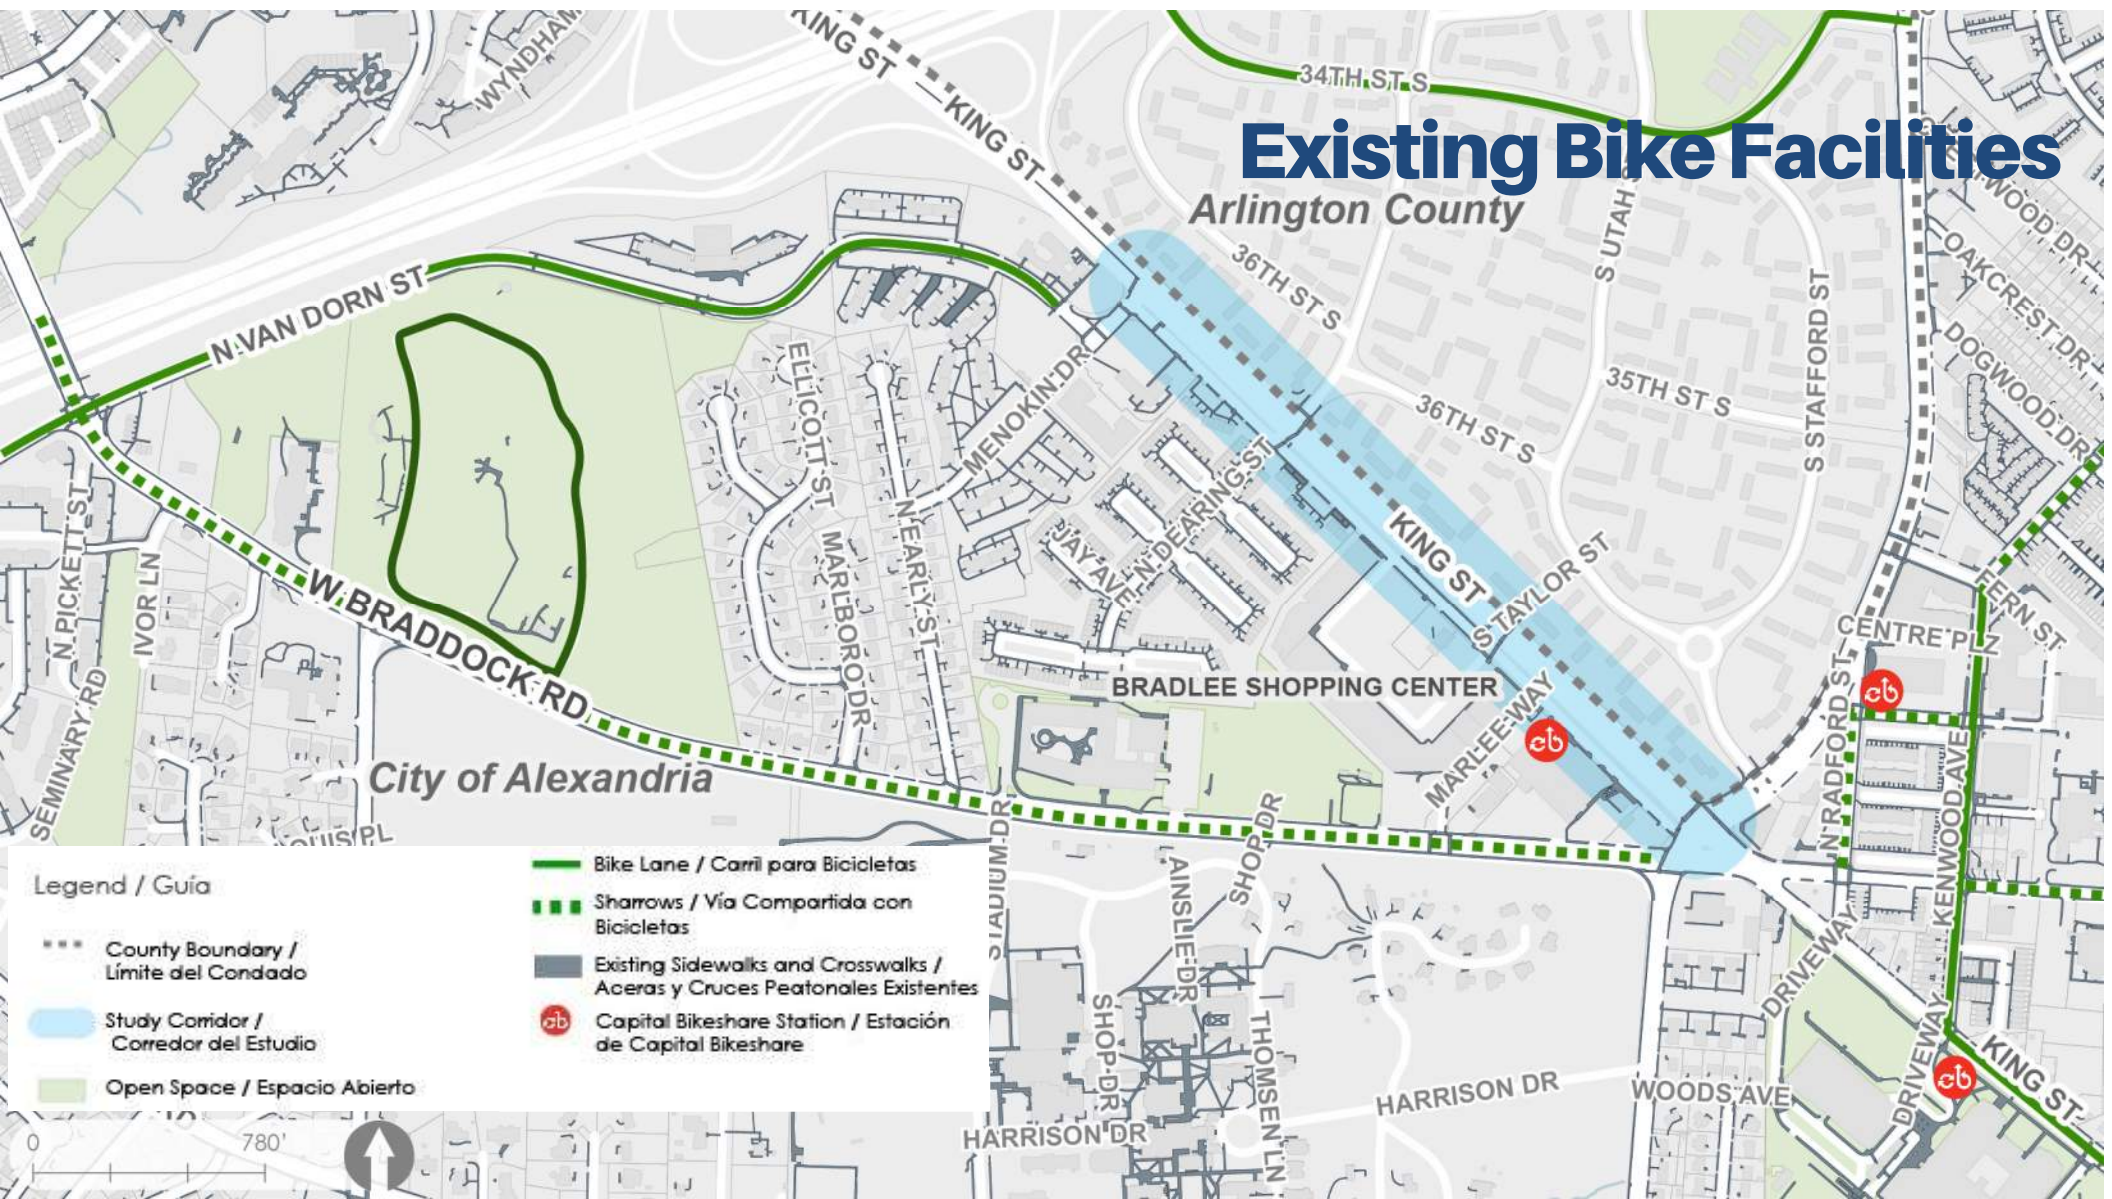 Existing Bike Facilities
KING ST
KING ST
WYNDHAM
34TH ST S
Arlington County
S UTAH
WOOD DR
OAKCREST DR
DOGWOOD DR
36TH ST S
N VAN DORN ST
S STAFFORD ST
35TH ST S
36TH ST S
ELLICOTT ST
MENOKIN DR
N DEARING ST
KING ST
S TAYLOR ST
JAY AVE
N EARLY ST
MARLBORO DR
N PICKETT ST
IVOR LN
W BRADDOCK RD
SEMINARY RD
FERN ST
CENTRE PLZ
N RADFORD ST
KENWOOD AVE
BRADLEE SHOPPING CENTER
MARLEE WAY
cb
cb
City of Alexandria
OUIS PL
STADIUM DR
SHOP DR
AINSLIE DR
SHOP DR
THOMSEN LN
DRIVEWAY
DRIVEWAY
KING ST
cb
WOODS AVE
HARRISON DR
HARRISON DR
Legend / Guía
County Boundary /
Límite del Condado
Study Corridor /
Corredor del Estudio
Open Space / Espacio Abierto
Bike Lane / Carril para Bicicletas
Sharrows / Vía Compartida con
Bicicletas
Existing Sidewalks and Crosswalks /
Aceras y Cruces Peatonales Existentes
cb
Capital Bikeshare Station / Estación
de Capital Bikeshare
0 780'